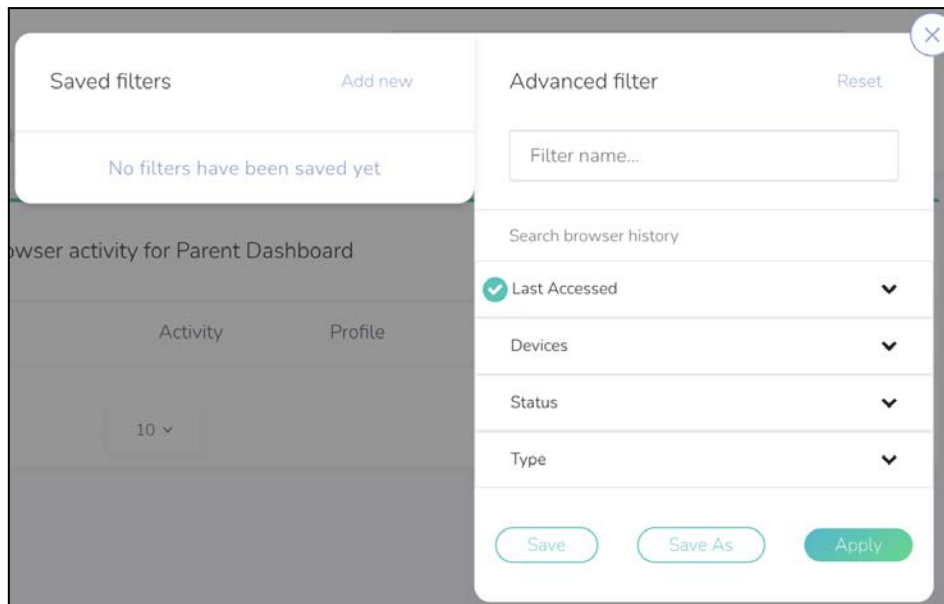 Saved filters
Add new
No filters have been saved yet
Advanced filter
Reset
Filter name...
Search browser history
Last Accessed
Devices
Status
Type
Save
Save As
Apply
owser activity for Parent Dashboard
Activity
Profile
10